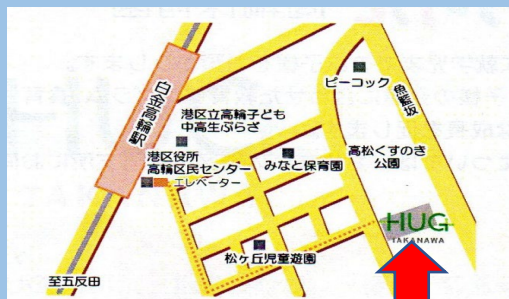 ピーコック
魚籃坂
白金高輪駅
港区立高輪子ども
中高生ぷらざ
港区役所
高輪区民センター
エレベーター
みなと保育園
高松くすのき
公園
HUG
TAKANAWA
松ヶ丘児童遊園
至五反田